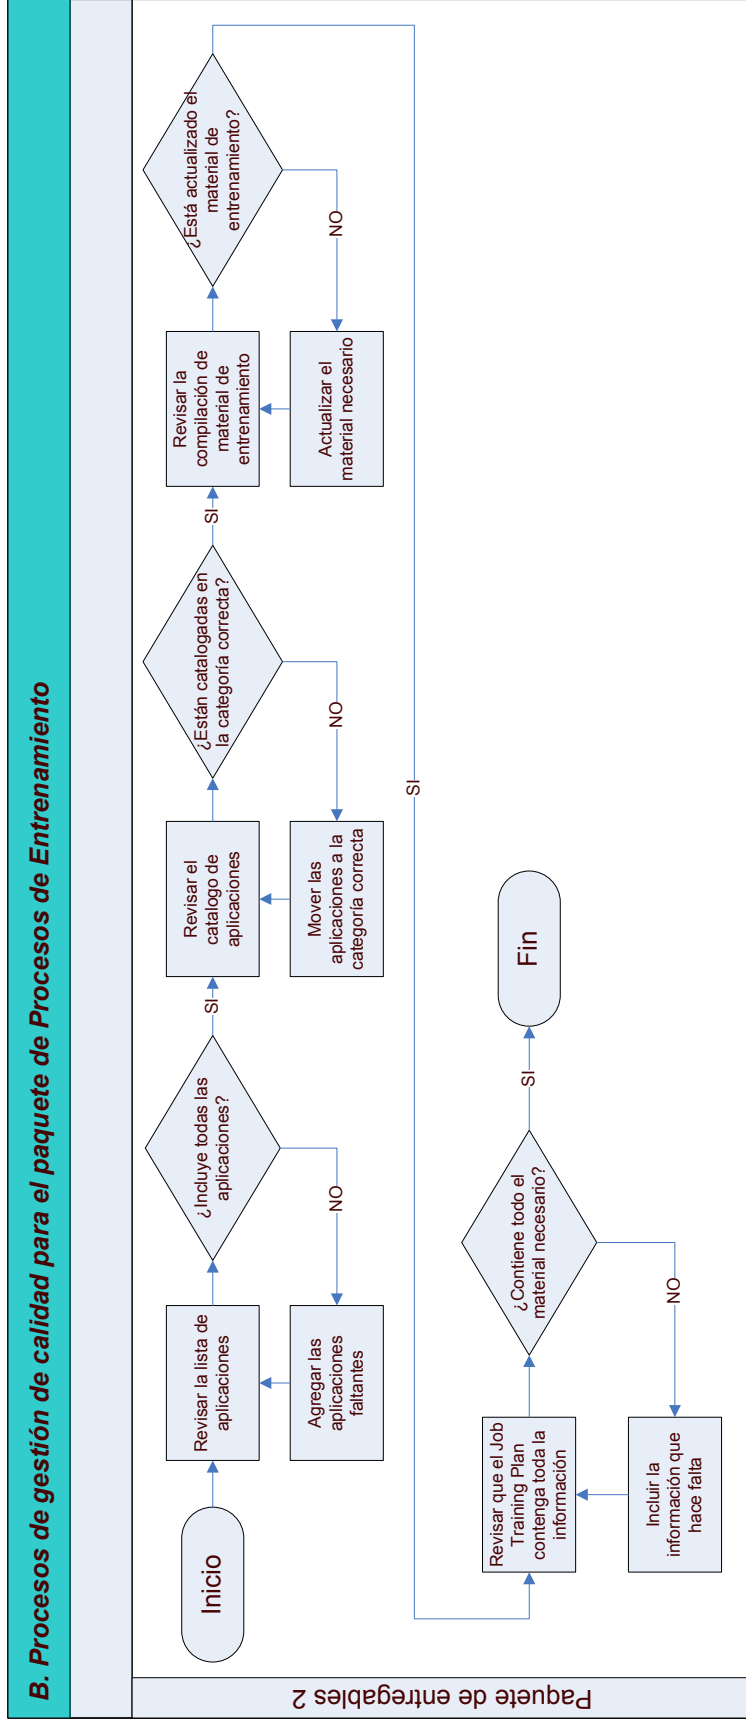 B. Procesos de gestión de calidad para el paquete de Procesos de Entrenamiento
Paquete de entregables 2
Inicio
Revisar la lista de
aplicaciones
¿Incluye todas las
aplicaciones?
NO
Agregar las
aplicaciones
faltantes
SI
Revisar el
catalogo de
aplicaciones
¿Están catalogadas en
la categoría correcta?
NO
Mover las
aplicaciones a la
categoría correcta
SI
Revisar la
compilación de
material de
entrenamiento
¿Está actualizado el
material de
entrenamiento?
NO
Actualizar el
material necesario
SI
Revisar que el Job
Training Plan
contenga toda la
información
¿Contiene todo el
material necesario?
NO
Incluir la
información que
hace falta
SI
Fin